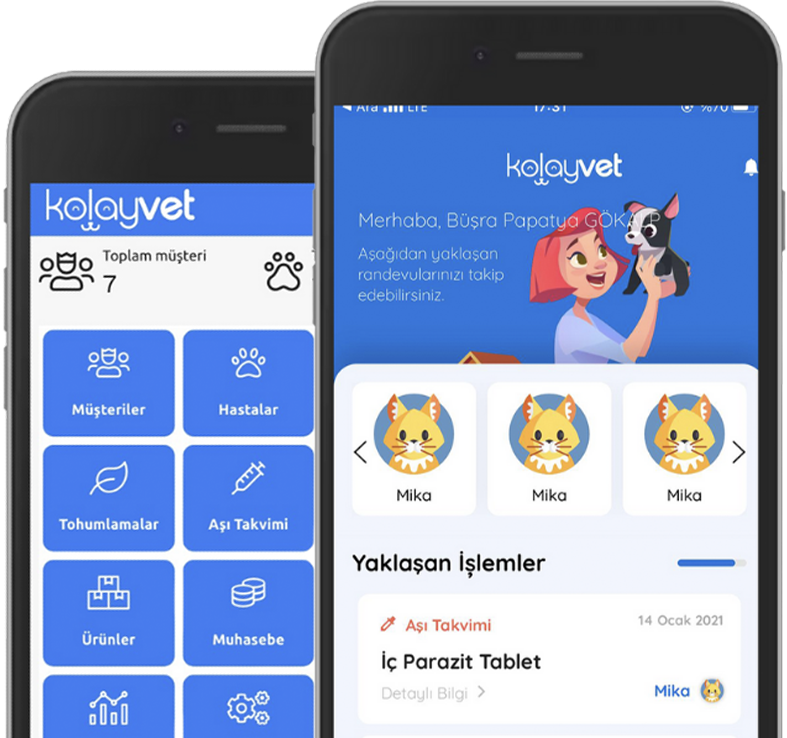 kolayvet
Toplam müşteri
7
Müşteriler
Hastalar
Tohumlamalar
Aşı Takvimi
Ürünler
Muhasebe
Ara LTE 17:31 %70
kolayvet
Merhaba, Büşra Papatya GÖKALP
Aşağıdan yaklaşan
randevularınızı takip
edebilirsiniz.
Mika
Mika
Mika
Yaklaşan İşlemler
Aşı Takvimi
14 Ocak 2021
İç Parazit Tablet
Detaylı Bilgi
Mika